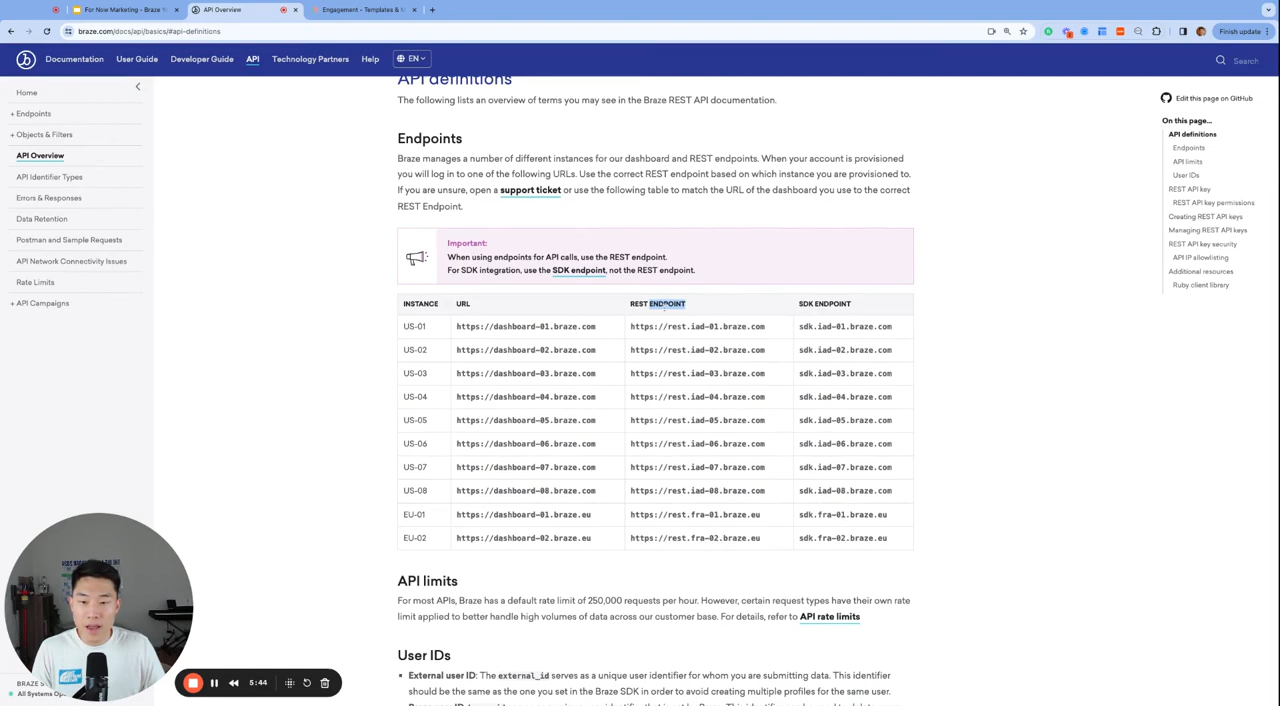 For Now Marketing - Braze
API Overview
Engagement - Templates & M
braze.com/docs/api/basics/#api-definitions
Finish update
Documentation
User Guide
Developer Guide
API
Technology Partners
Help
EN
Search
Home
+ Endpoints
+ Objects & Filters
API Overview
API Identifier Types
Errors & Responses
Data Retention
Postman and Sample Requests
API Network Connectivity Issues
Rate Limits
+ API Campaigns
API definitions
The following lists an overview of terms you may see in the Braze REST API documentation.
Endpoints
Braze manages a number of different instances for our dashboard and REST endpoints. When your account is provisioned
you will log in to one of the following URLs. Use the correct REST endpoint based on which instance you are provisioned to.
If you are unsure, open a support ticket or use the following table to match the URL of the dashboard you use to the correct
REST Endpoint.
Important:
When using endpoints for API calls, use the REST endpoint.
For SDK integration, use the SDK endpoint, not the REST endpoint.
INSTANCE URL REST ENDPOINT SDK ENDPOINT
US-01 https://dashboard-01.braze.com https://rest.iad-01.braze.com sdk.iad-01.braze.com
US-02 https://dashboard-02.braze.com https://rest.iad-02.braze.com sdk.iad-02.braze.com
US-03 https://dashboard-03.braze.com https://rest.iad-03.braze.com sdk.iad-03.braze.com
US-04 https://dashboard-04.braze.com https://rest.iad-04.braze.com sdk.iad-04.braze.com
US-05 https://dashboard-05.braze.com https://rest.iad-05.braze.com sdk.iad-05.braze.com
US-06 https://dashboard-06.braze.com https://rest.iad-06.braze.com sdk.iad-06.braze.com
US-07 https://dashboard-07.braze.com https://rest.iad-07.braze.com sdk.iad-07.braze.com
US-08 https://dashboard-08.braze.com https://rest.iad-08.braze.com sdk.iad-08.braze.com
EU-01 https://dashboard-01.braze.eu https://rest.fra-01.braze.eu sdk.fra-01.braze.eu
EU-02 https://dashboard-02.braze.eu https://rest.fra-02.braze.eu sdk.fra-02.braze.eu
API limits
For most APIs, Braze has a default rate limit of 250,000 requests per hour. However, certain request types have their own rate
limit applied to better handle high volumes of data across our customer base. For details, refer to API rate limits
User IDs
External user ID: The external_id serves as a unique user identifier for whom you are submitting data. This identifier
should be the same as the one you set in the Braze SDK in order to avoid creating multiple profiles for the same user.
Edit this page on GitHub
On this page...
API definitions
Endpoints
API limits
User IDs
REST API key
REST API key permissions
Creating REST API keys
Managing REST API keys
REST API key security
API IP allowlisting
Additional resources
Ruby client library
BRAZE S
All Systems Op
5:44